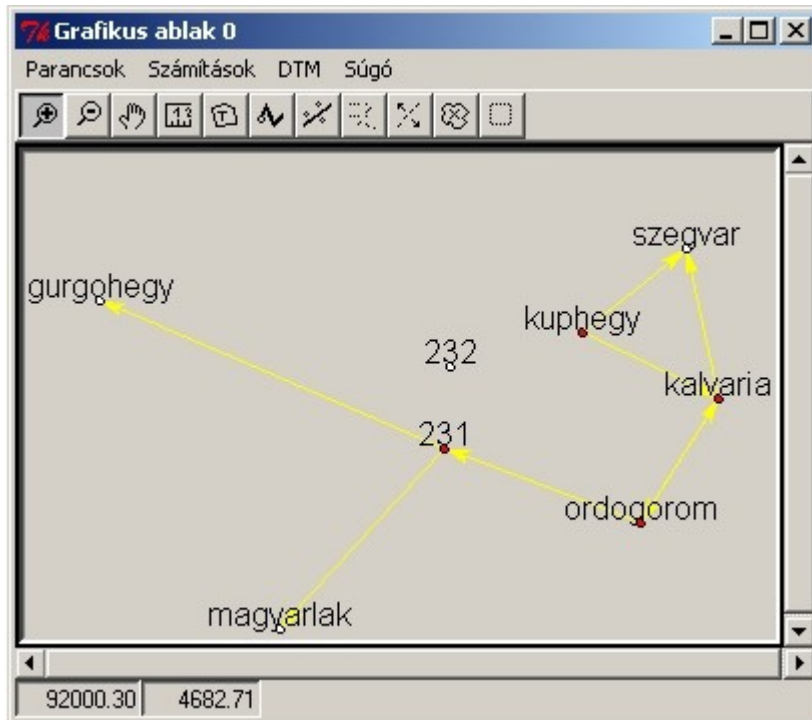 Grafikus ablak 0
Parancsok Számítások DTM Súgó
szegvar
gurgohegy
kuphegy
232
kalvaria
231
ordogorom
magyarlak
92000.30 4682.71